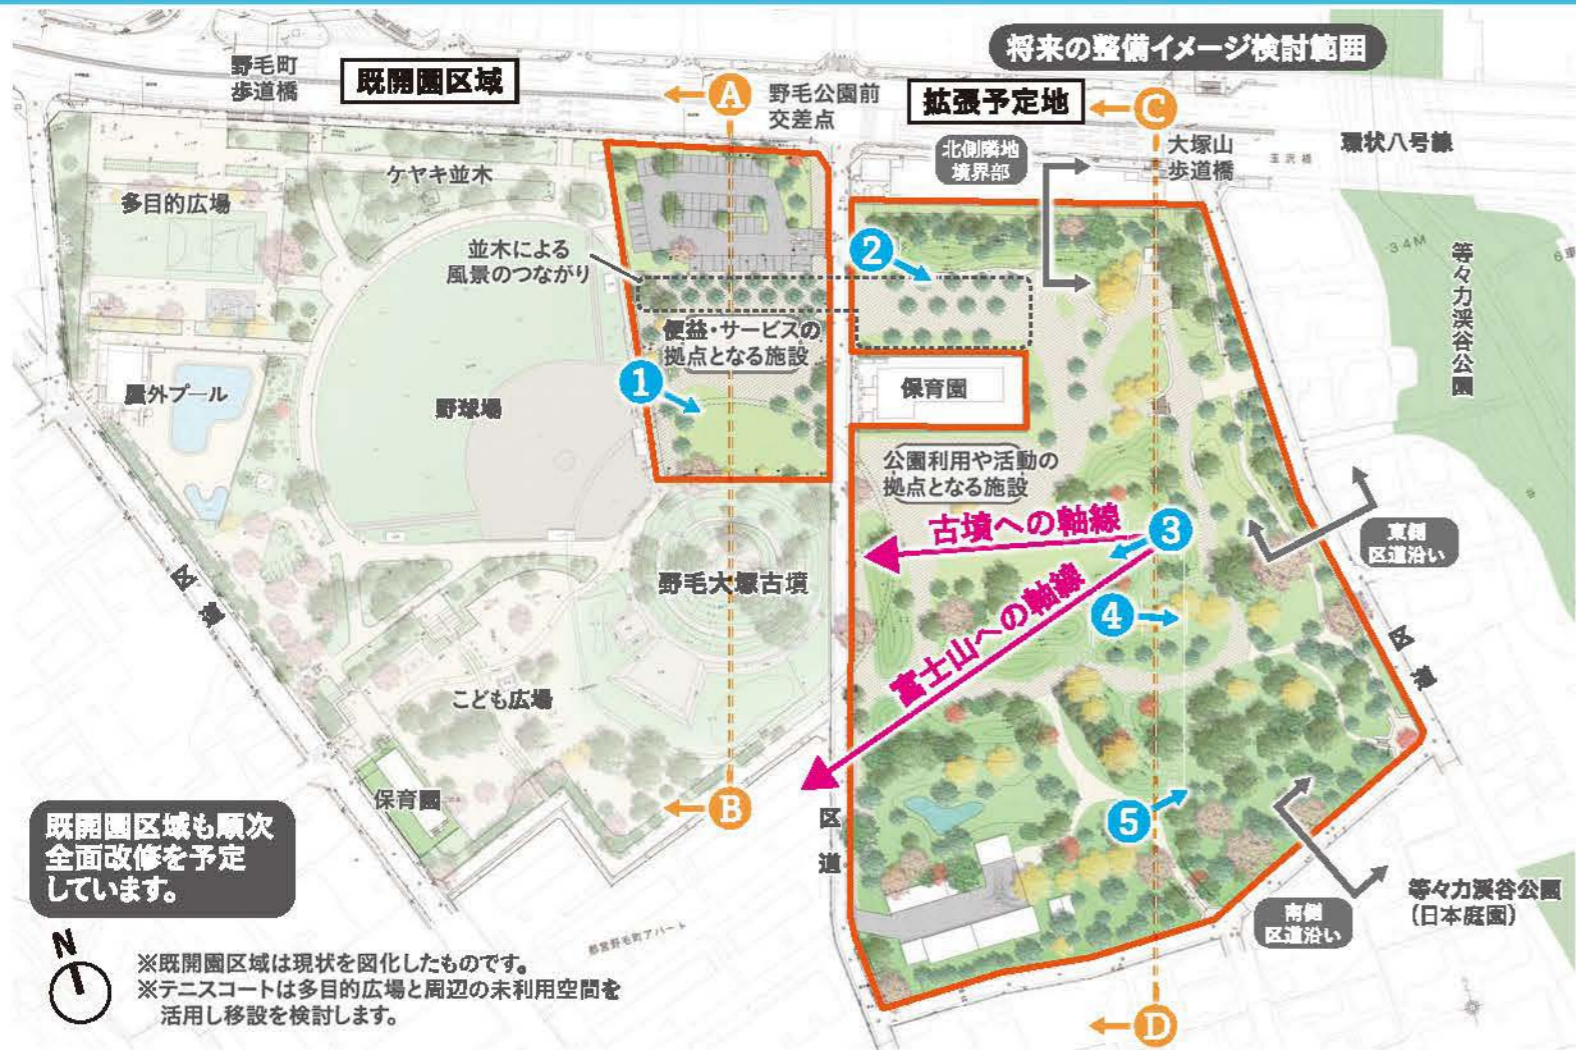 将来の整備イメージ検討範囲
野毛町
歩道橋
既開園区域
A
野毛公園前
交差点
拡張予定地
C
大塚山
歩道橋
玉沢橋
環状八号線
北側隣地
境界部
ケヤキ並木
多目的広場
並木による
風景のつながり
2
34M
等々力渓谷公園
便益・サービスの
拠点となる施設
1
屋外プール
野球場
保育園
公園利用や活動の
拠点となる施設
古墳への軸線
3
東側
区道沿い
区道
野毛大塚古墳
富士山への軸線
4
区道
こども広場
保育園
B
区道
5
既開園区域も順次
全面改修を予定
しています。
都営野毛町アパート
南側
区道沿い
等々力渓谷公園
（日本庭園）
N
※既開園区域は現状を図化したものです。
※テニスコートは多目的広場と周辺の未利用空間を
活用し移設を検討します。
D